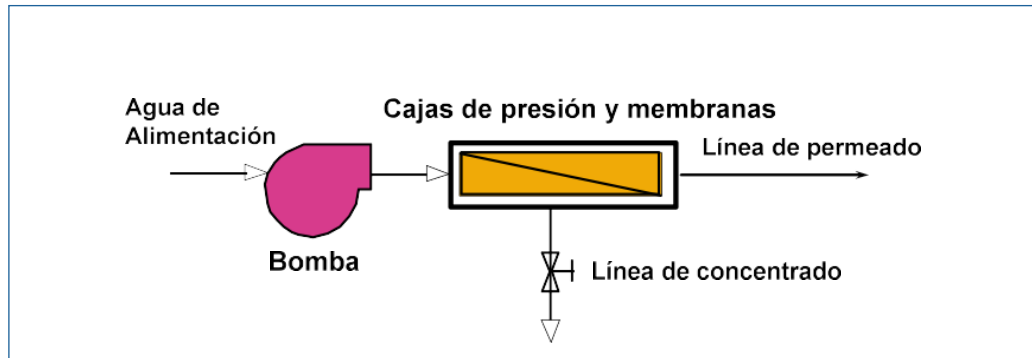 Agua de
Alimentación
Cajas de presión y membranas
Línea de permeado
Bomba
Línea de concentrado